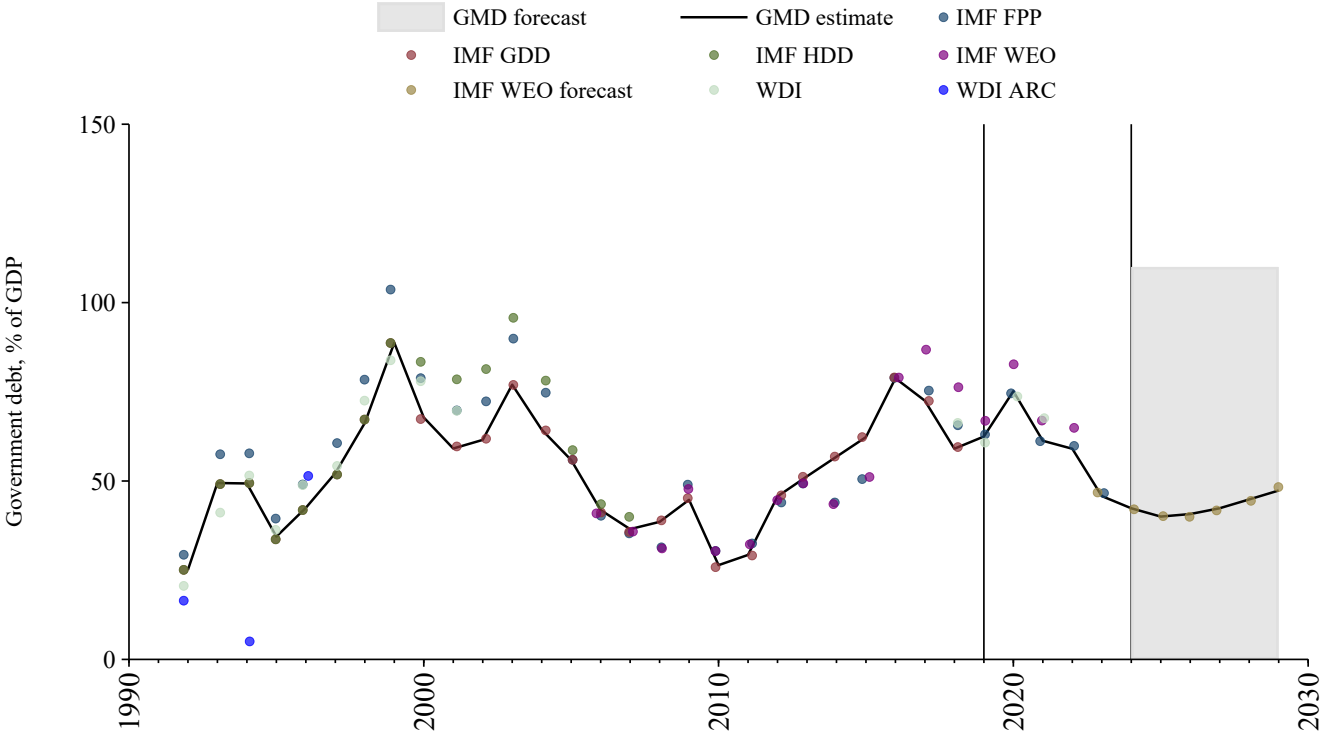 GMD forecast GMD estimate IMF FPP
IMF GDD IMF HDD IMF WEO
IMF WEO forecast WDI WDI ARC
Government debt, % of GDP
150
100
50
0
1990 2000 2010 2020 2030